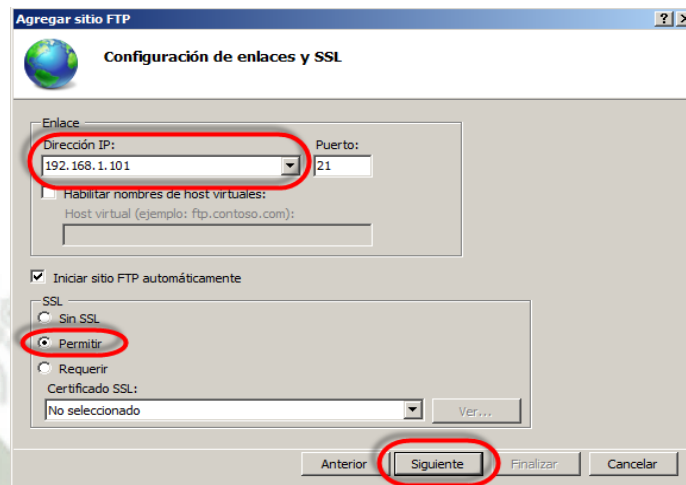 Agregar sitio FTP
Configuración de enlaces y SSL
Enlace
Dirección IP: Puerto:
192.168.1.101 21
Habilitar nombres de host virtuales:
Host virtual (ejemplo: ftp.contoso.com):
Iniciar sitio FTP automáticamente
SSL
Sin SSL
Permitir
Requerir
Certificado SSL:
No seleccionado Ver...
Anterior Siguiente Finalizar Cancelar